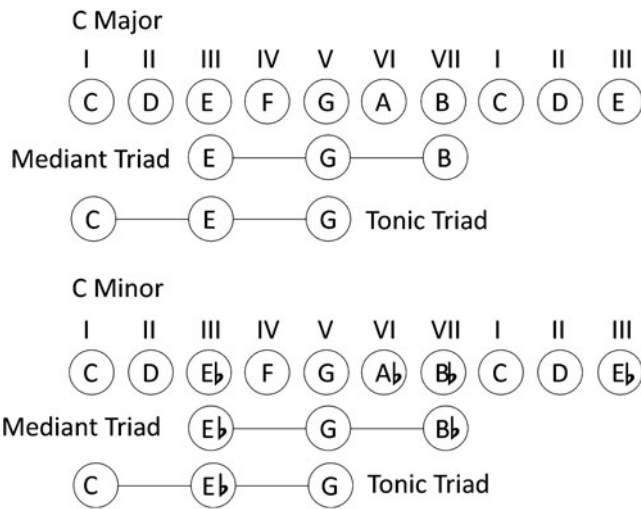 C Major
I II III IV V VI VII I II III
C D E F G A B C D E
Mediant Triad E G B
C E G Tonic Triad
C Minor
I II III IV V VI VII I II III
C D E♭ F G A♭ B♭ C D E♭
Mediant Triad E♭ G B♭
C E♭ G Tonic Triad